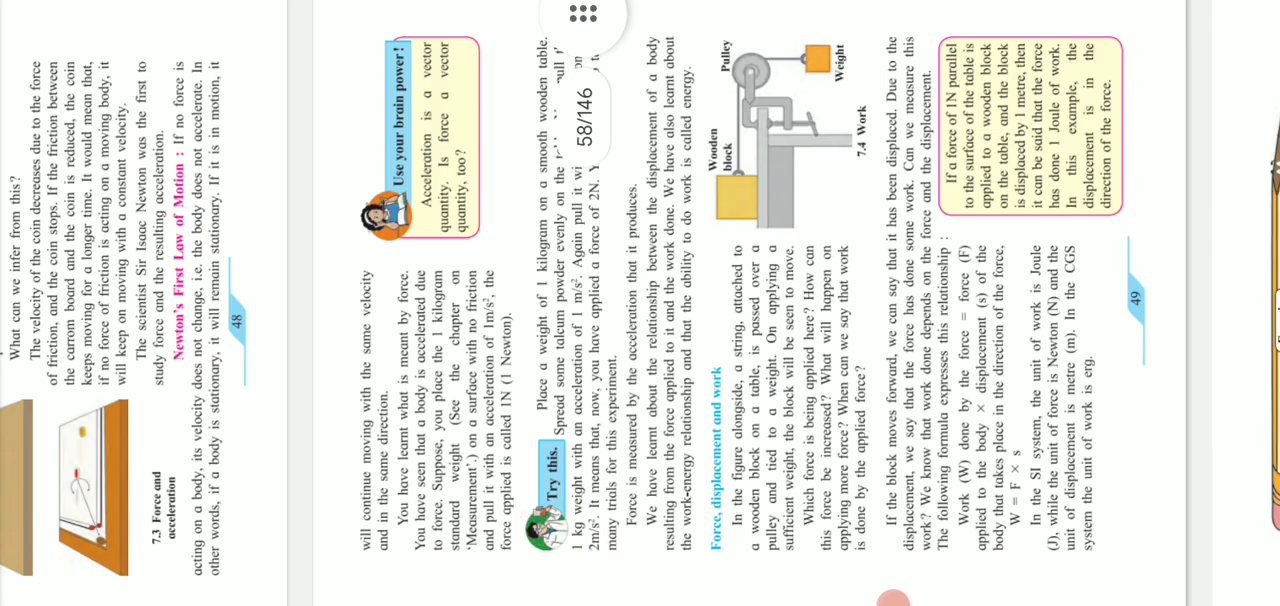 What can we infer from this?
The velocity of the coin decreases due to the force
of friction, and the coin stops. If the friction between
the carrom board and the coin is reduced, the coin
keeps moving for a longer time. It would mean that,
if no force of friction is acting on a moving body, it
will keep on moving with a constant velocity.
The scientist Sir Isaac Newton was the first to
study force and the resulting acceleration.
7.3 Force and
acceleration
Newton's First Law of Motion : If no force is
acting on a body, its velocity does not change, i.e. the body does not accelerate. In
other words, if a body is stationary, it will remain stationary. If it is in motion, it
48
will continue moving with the same velocity
and in the same direction.
You have learnt what is meant by force.
You have seen that a body is accelerated due
to force. Suppose, you place the 1 kilogram
standard weight (See the chapter on
'Measurement'.) on a surface with no friction
and pull it with an acceleration of 1m/s², the
force applied is called 1N (1 Newton).
Use your brain power!
Acceleration is a vector
quantity. Is force a vector
quantity, too?
Try this.
Place a weight of 1 kilogram on a smooth wooden table.
Spread some talcum powder evenly on the
1 kg weight with an acceleration of 1 m/s². Again pull it
2m/s². It means that, now, you have applied a force of 2N.
many trials for this experiment.
58/146
Force is measured by the acceleration that it produces.
We have learnt about the relationship between the displacement of a body
resulting from the force applied to it and the work done. We have also learnt about
the work-energy relationship and that the ability to do work is called energy.
Force, displacement and work
In the figure alongside, a string, attached to
a wooden block on a table, is passed over a
pulley and tied to a weight. On applying a
sufficient weight, the block will be seen to move.
Which force is being applied here? How can
this force be increased? What will happen on
applying more force? When can we say that work
is done by the applied force?
Wooden
block
Pulley
Weight
7.4 Work
If the block moves forward, we can say that it has been displaced. Due to the
displacement, we say that the force has done some work. Can we measure this
work? We know that work done depends on the force and the displacement.
The following formula expresses this relationship :
Work (W) done by the force = force (F)
applied to the body × displacement (s) of the
body that takes place in the direction of the force,
W = F × s
In the SI system, the unit of work is Joule
(J), while the unit of force is Newton (N) and the
unit of displacement is metre (m). In the CGS
system the unit of work is erg.
If a force of 1N parallel
to the surface of the table is
applied to a wooden block
on the table, and the block
is displaced by 1 metre, then
it can be said that the force
has done 1 Joule of work.
In this example, the
displacement is in the
direction of the force.
49